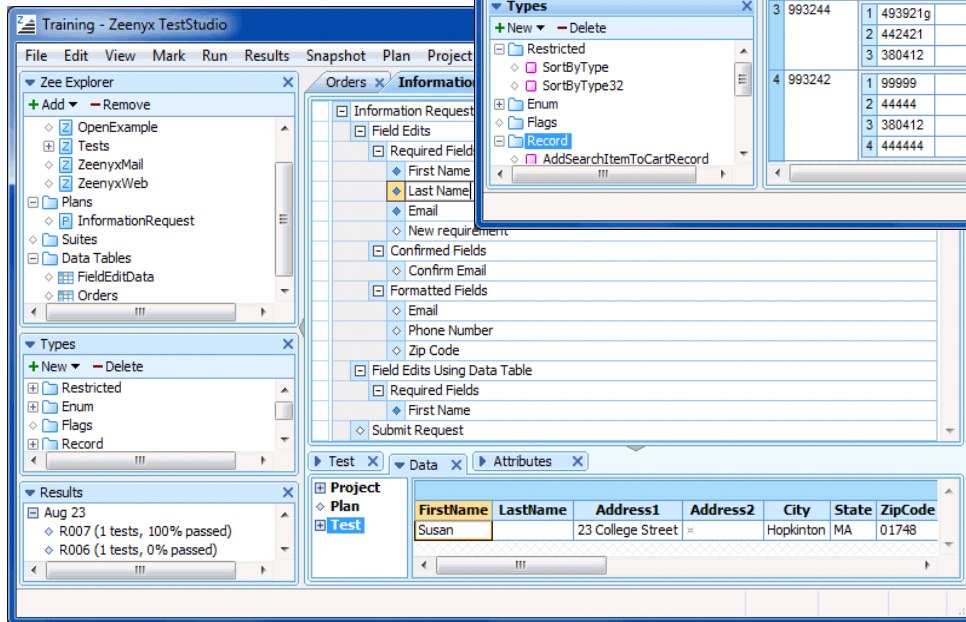 Training - Zeenyx TestStudio
File Edit View Mark Run Results Snapshot Plan Project
Zee Explorer
Add Remove
OpenExample
Tests
ZeenyxMail
ZeenyxWeb
Plans
InformationRequest
Suites
Data Tables
FieldEditData
Orders
Types
New Delete
Restricted
Enum
Flags
Record
Results
Aug 23
R007 (1 tests, 100% passed)
R006 (1 tests, 0% passed)
Orders Information
Information Request
Field Edits
Required Fields
First Name
Last Name
Email
New requirement
Confirmed Fields
Confirm Email
Formatted Fields
Email
Phone Number
Zip Code
Field Edits Using Data Table
Required Fields
First Name
Submit Request
Test Data Attributes
Project
Plan
Test
FirstName LastName Address1 Address2 City State ZipCode
Susan 23 College Street Hopkinton MA 01748
Types
New Delete
Restricted
SortByType
SortByType32
Enum
Flags
Record
AddSearchItemToCartRecord
3 993244 1 493921g
2 442421
3 380412
4 993242 1 99999
2 44444
3 380412
4 444444